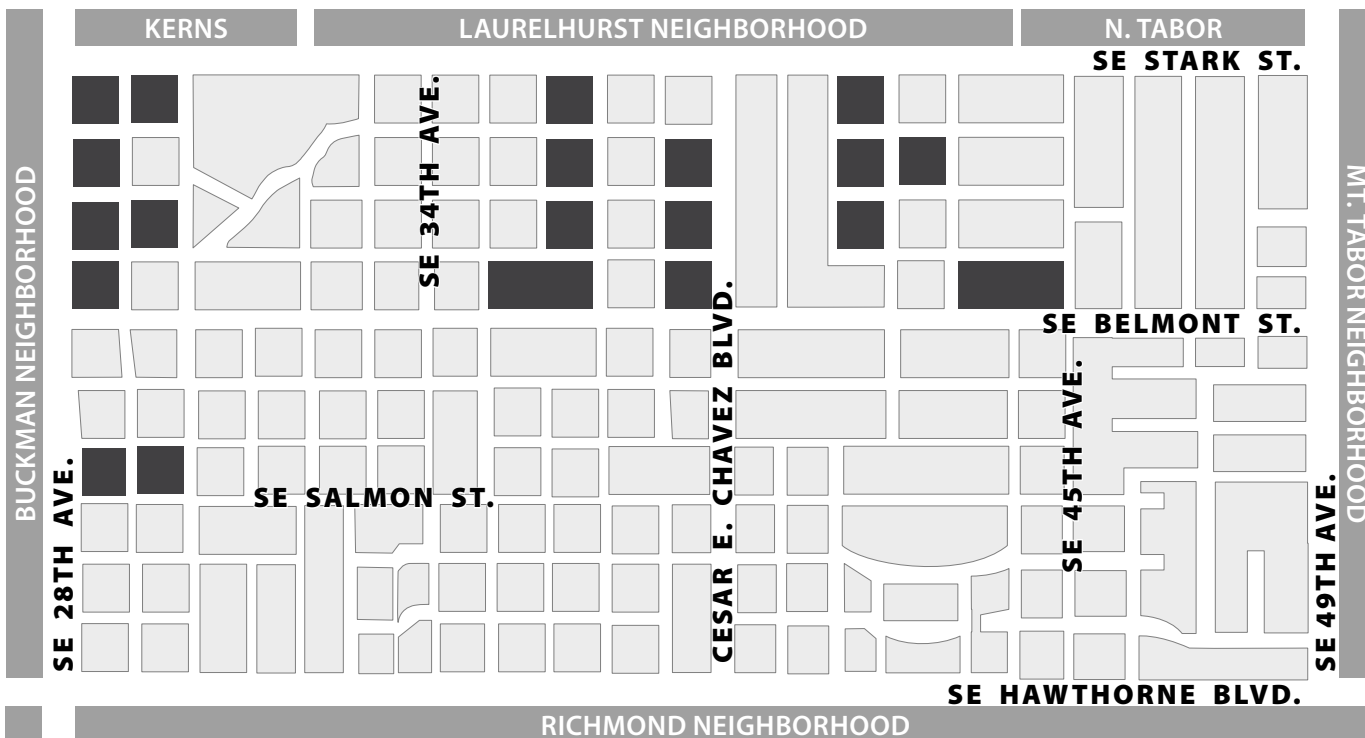 KERNS
LAURELHURST NEIGHBORHOOD
N. TABOR
SE STARK ST.
BUCKMAN NEIGHBORHOOD
SE 34TH AVE.
MT. TABOR NEIGHBORHOOD
SE BELMONT ST.
CESAR E. CHAVEZ BLVD.
SE 45TH AVE.
SE 28TH AVE.
SE SALMON ST.
SE 49TH AVE.
SE HAWTHORNE BLVD.
RICHMOND NEIGHBORHOOD